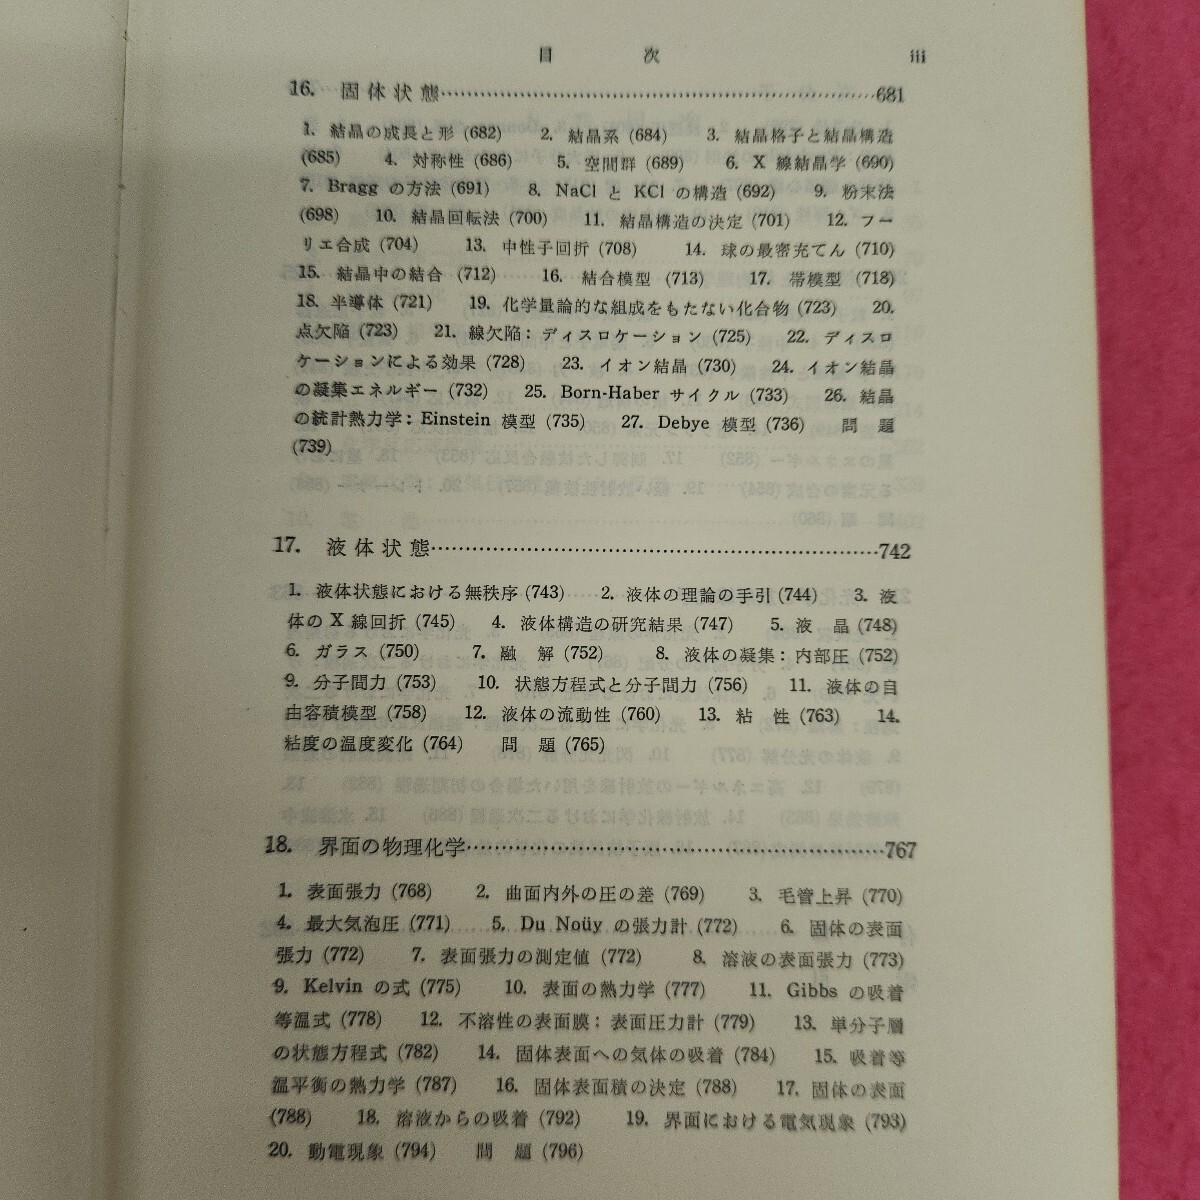 目次 iii
16. 固体状態……681
1. 結晶の成長と形 (682) 2. 結晶系 (684) 3. 結晶格子と結晶構造
(685) 4. 対称性 (686) 5. 空間群 (689) 6. X 線結晶学 (690)
7. Bragg の方法 (691) 8. NaCl と KCl の構造 (692) 9. 粉末法
(698) 10. 結晶回転法 (700) 11. 結晶構造の決定 (701) 12. フー
リエ合成 (704) 13. 中性子回折 (708) 14. 球の最密充てん (710)
15. 結晶中の結合 (712) 16. 結合模型 (713) 17. 帯模型 (718)
18. 半導体 (721) 19. 化学量論的な組成をもたない化合物 (723) 20.
点欠陥 (723) 21. 線欠陥：ディスロケーション (725) 22. ディスロ
ケーションによる効果 (728) 23. イオン結晶 (730) 24. イオン結晶
の凝集エネルギー (732) 25. Born-Haber サイクル (733) 26. 結晶
の統計熱力学：Einstein 模型 (735) 27. Debye 模型 (736) 問題
(739)
17. 液体状態……742
1. 液体状態における無秩序 (743) 2. 液体の理論の手引 (744) 3. 液
体の X 線回折 (745) 4. 液体構造の研究結果 (747) 5. 液晶 (748)
6. ガラス (750) 7. 融解 (752) 8. 液体の凝集：内部圧 (752)
9. 分子間力 (753) 10. 状態方程式と分子間力 (756) 11. 液体の自
由容積模型 (758) 12. 液体の流動性 (760) 13. 粘性 (763) 14.
粘度の温度変化 (764) 問題 (765)
18. 界面の物理化学……767
1. 表面張力 (768) 2. 曲面内外の圧の差 (769) 3. 毛管上昇 (770)
4. 最大気泡圧 (771) 5. Du Noüy の張力計 (772) 6. 固体の表面
張力 (772) 7. 表面張力の測定値 (772) 8. 溶液の表面張力 (773)
9. Kelvin の式 (775) 10. 表面の熱力学 (777) 11. Gibbs の吸着
等温式 (778) 12. 不溶性の表面膜：表面圧力計 (779) 13. 単分子層
の状態方程式 (782) 14. 固体表面への気体の吸着 (784) 15. 吸着等
温平衡の熱力学 (787) 16. 固体表面積の決定 (788) 17. 固体の表面
(788) 18. 溶液からの吸着 (792) 19. 界面における電気現象 (793)
20. 動電現象 (794) 問題 (796)